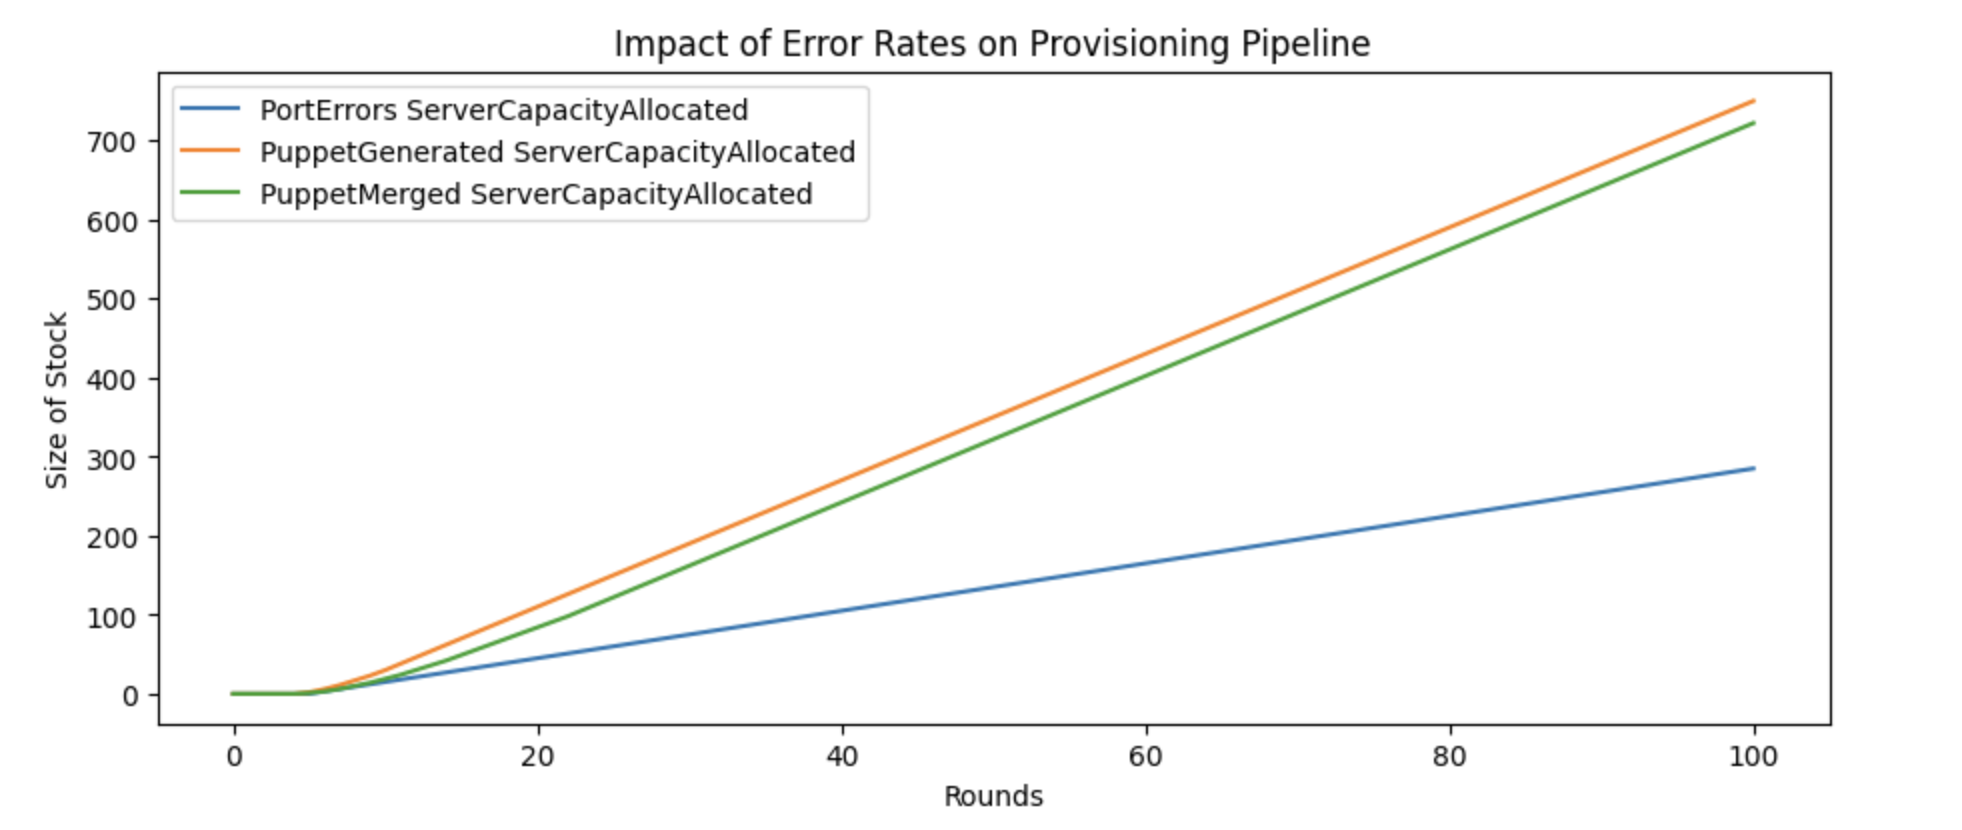 Impact of Error Rates on Provisioning Pipeline
PortErrors ServerCapacityAllocated
PuppetGenerated ServerCapacityAllocated
PuppetMerged ServerCapacityAllocated
700
600
500
400
300
200
100
0
Size of Stock
0 20 40 60 80 100
Rounds